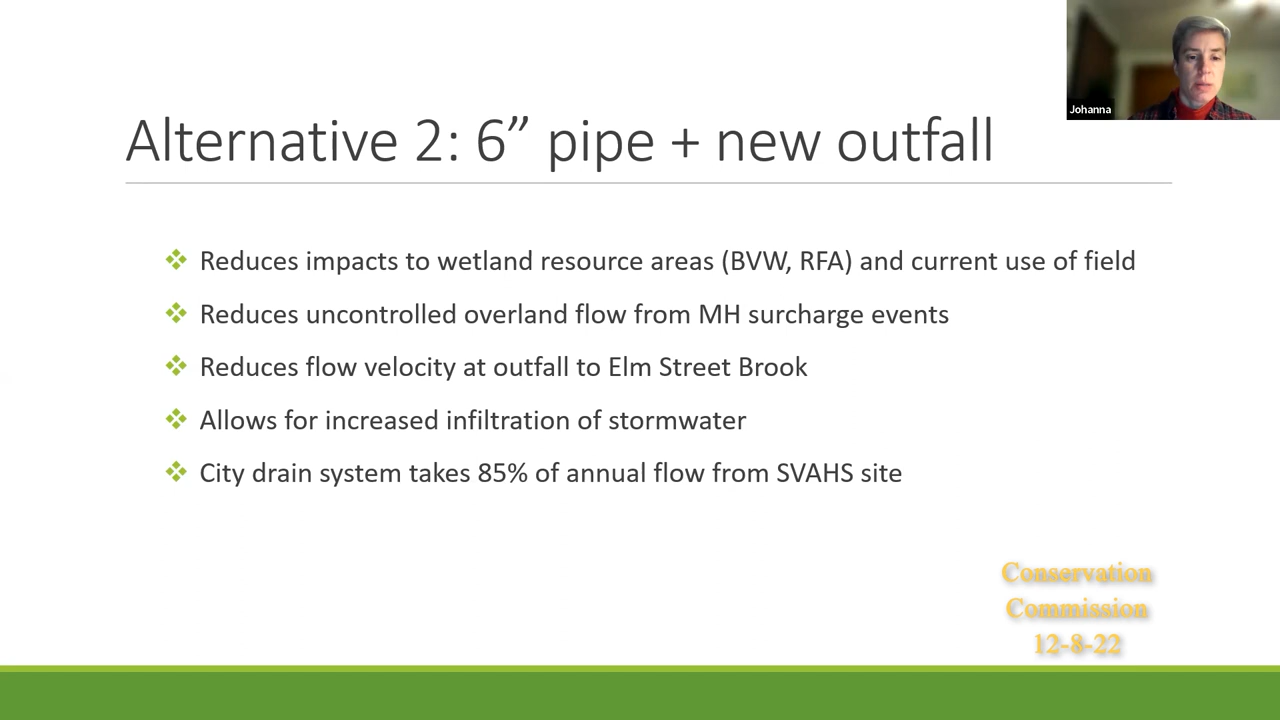 Johanna
Alternative 2: 6” pipe + new outfall
Reduces impacts to wetland resource areas (BVW, RFA) and current use of field
Reduces uncontrolled overland flow from MH surcharge events
Reduces flow velocity at outfall to Elm Street Brook
Allows for increased infiltration of stormwater
City drain system takes 85% of annual flow from SVAHS site
Conservation
Commission
12-8-22